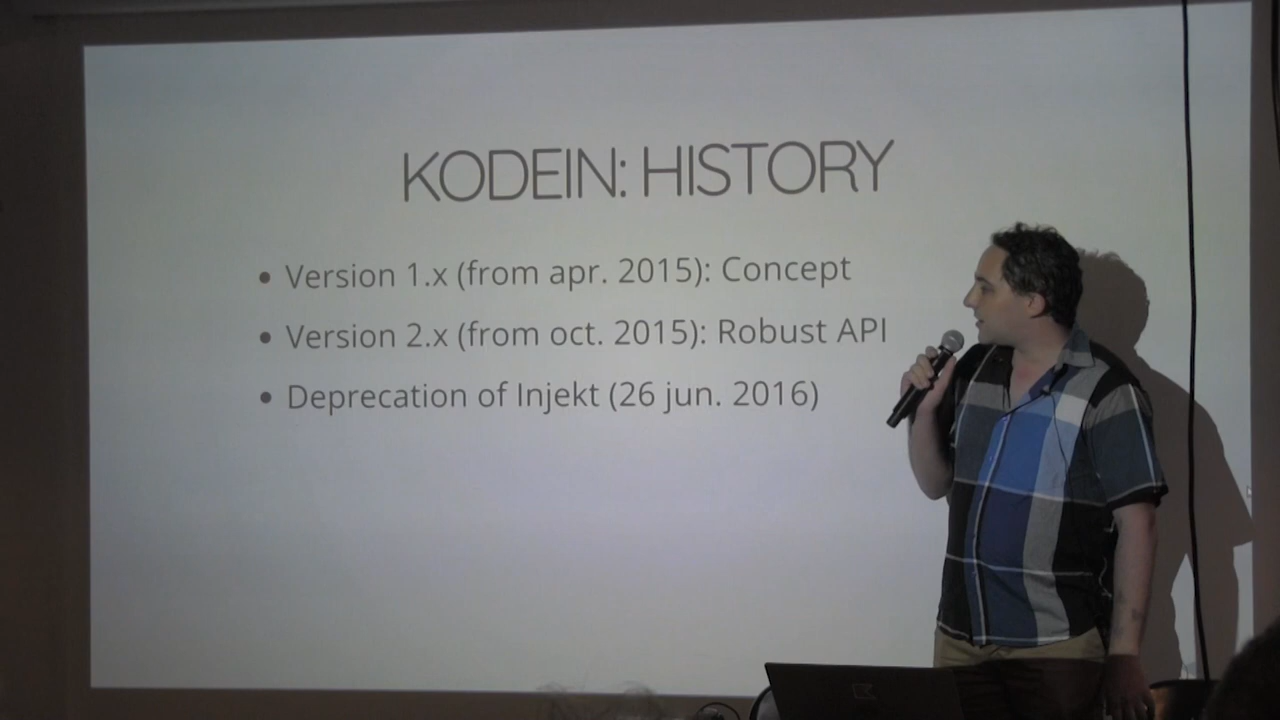 KODEIN: HISTORY
• Version 1.x (from apr. 2015): Concept
• Version 2.x (from oct. 2015): Robust API
• Deprecation of Injekt (26 jun. 2016)